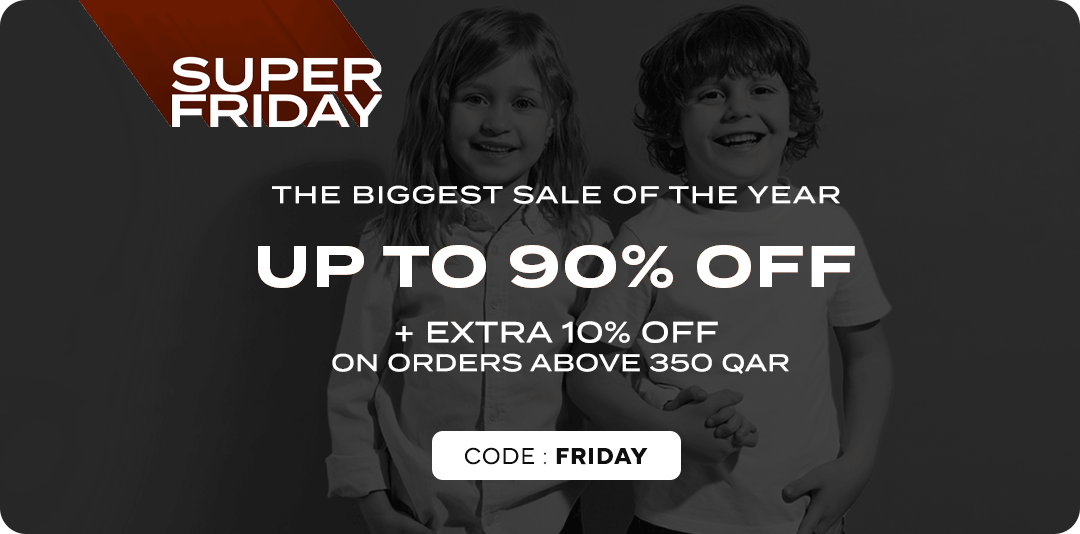 SUPER
FRIDAY
THE BIGGEST SALE OF THE YEAR
UP TO 90% OFF
+ EXTRA 10% OFF
ON ORDERS ABOVE 350 QAR
CODE : FRIDAY